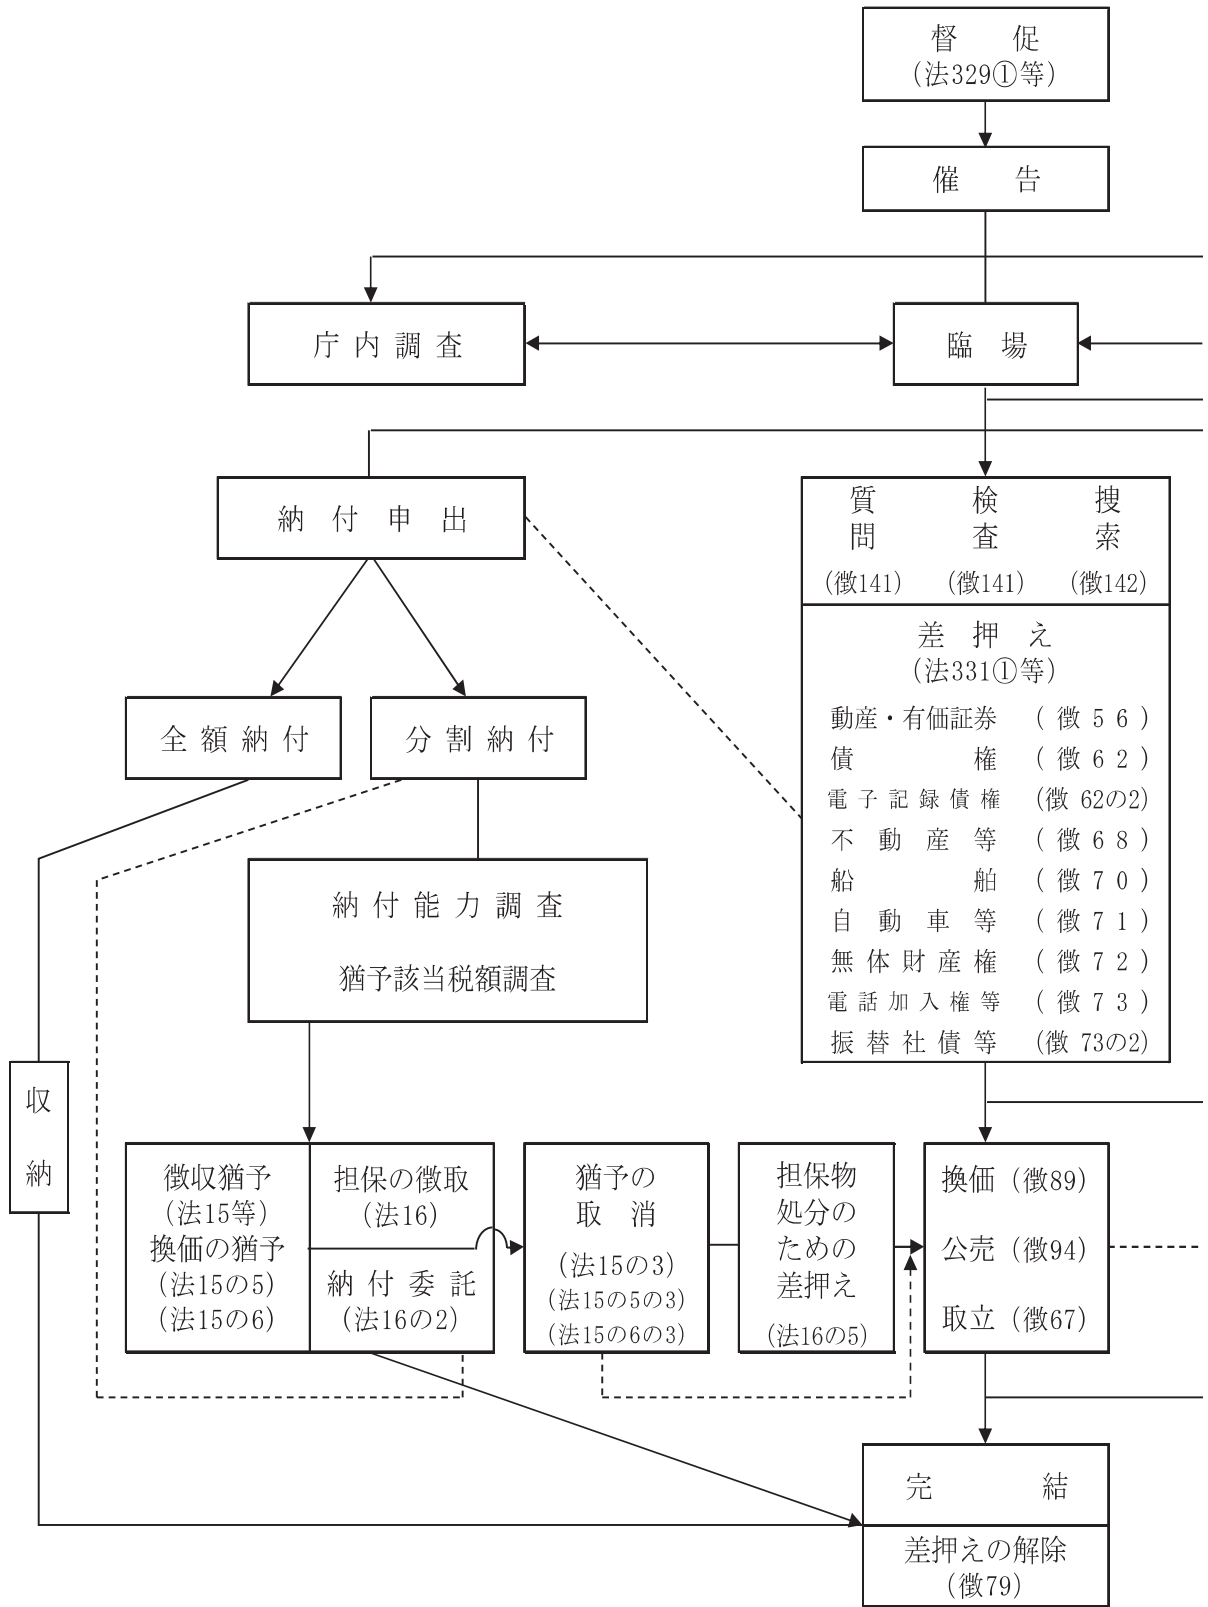 督　促
(法329①等)
催　告
庁内調査
臨　場
納付申出
質問　検査　捜索
(徴141)　(徴141)　(徴142)
差押え
(法331①等)
動産・有価証券　(徴56)
債権　(徴62)
電子記録債権　(徴 62の2)
不動産等　(徴68)
船舶　(徴70)
自動車等　(徴71)
無体財産権　(徴72)
電話加入権等　(徴73)
振替社債等　(徴 73の2)
全額納付
分割納付
納付能力調査
猶予該当税額調査
収納
徴収猶予
(法15等)
換価の猶予
(法15の5)
(法15の6)
担保の徴取
(法16)
納付委託
(法16の2)
猶予の
取　消
(法15の3)
(法15の5の3)
(法15の6の3)
担保物
処分の
ための
差押え
(法16の5)
換価(徴89)
公売(徴94)
取立(徴67)
完　結
差押えの解除
(徴79)